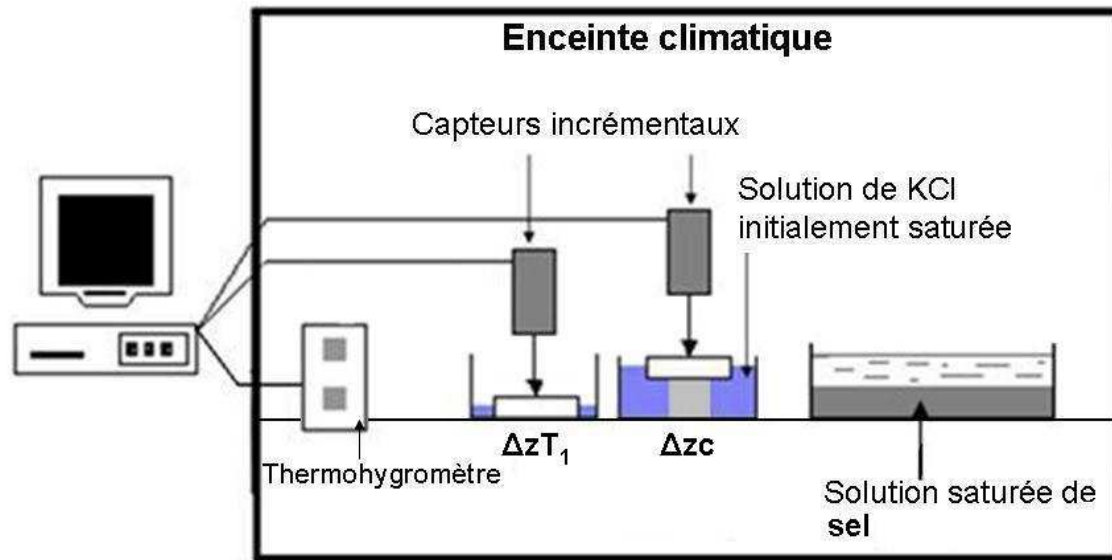 Enceinte climatique
Capteurs incrémentaux
Solution de KCl
initialement saturée
ΔzT₁
Δzc
Thermohygromètre
Solution saturée de
sel